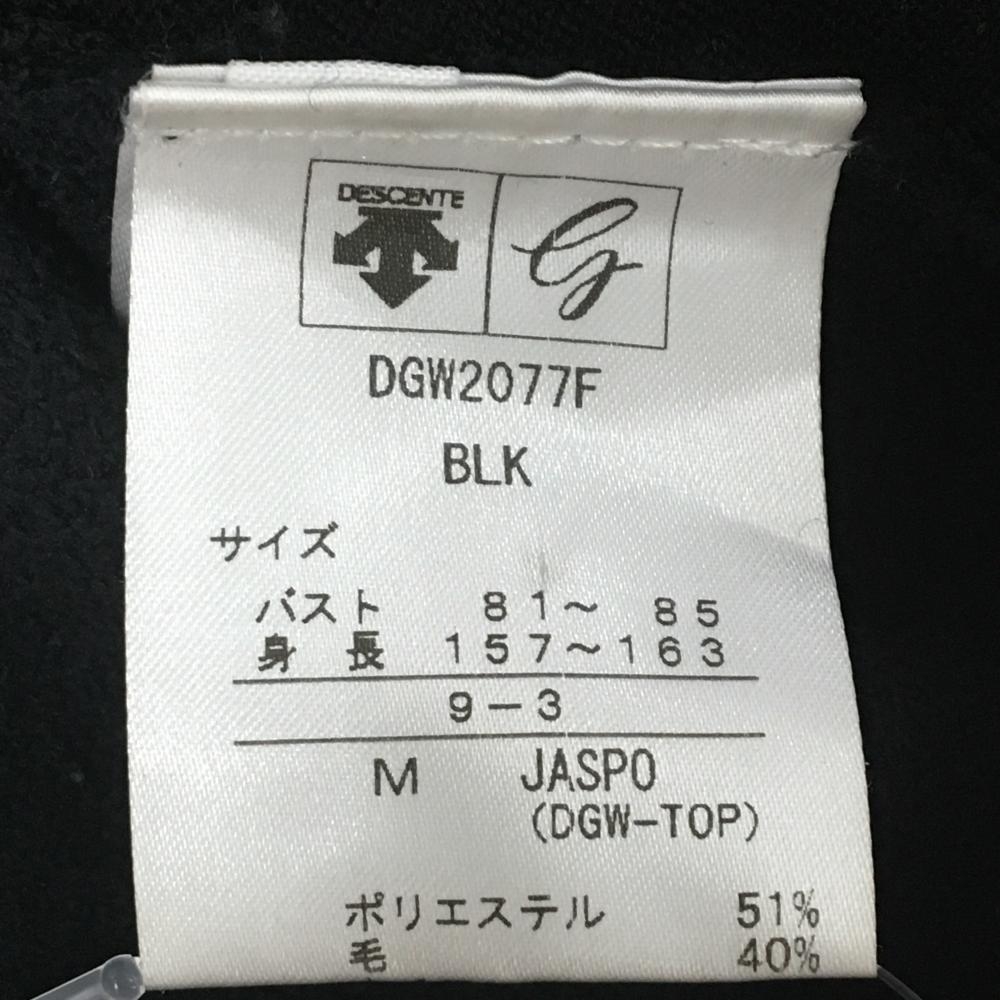 DESCENTE
G
DGW2077F
BLK
サイズ
バスト 81～ 85
身 長 157～163
9－3
M JASPO
(DGW-TOP)
ポリエステル 51%
毛 40%